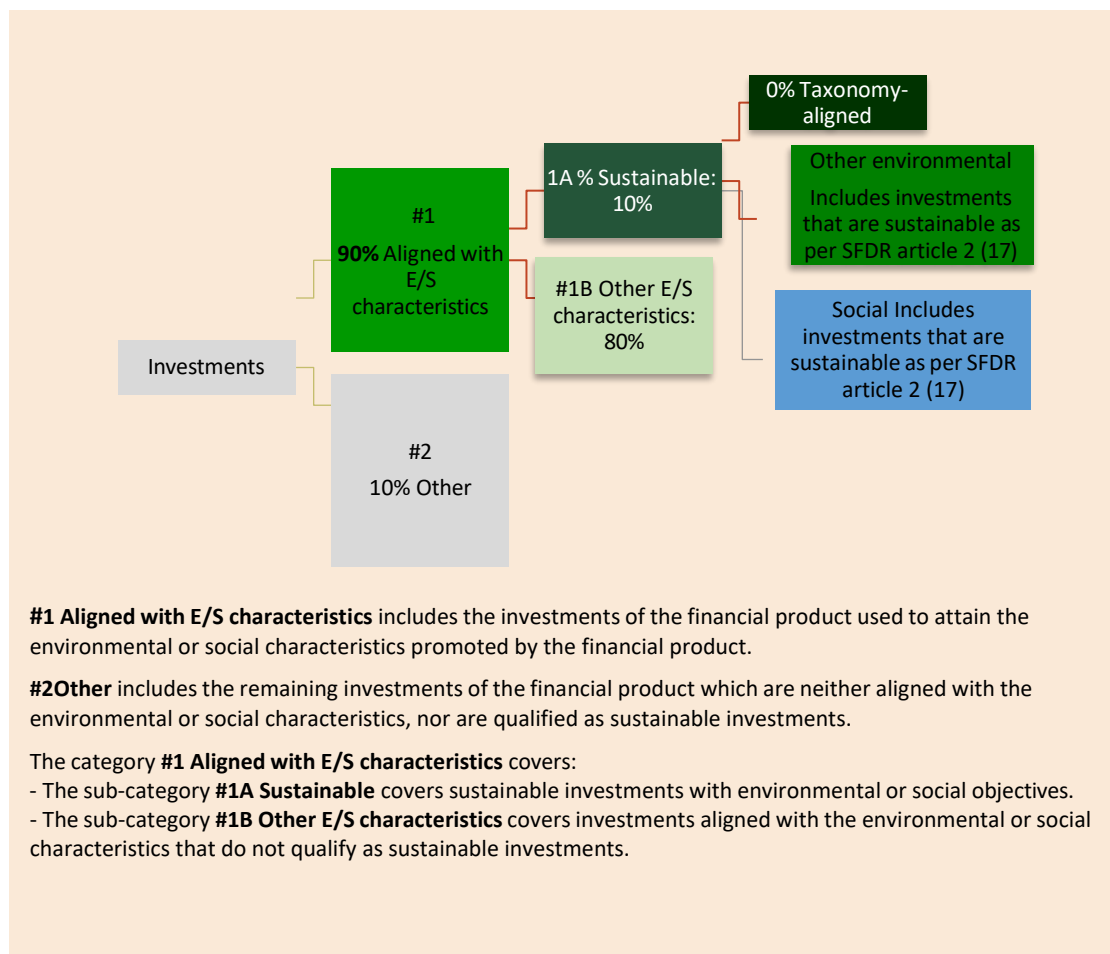 Investments
#1
90% Aligned with
E/S
characteristics
#2
10% Other
1A % Sustainable:
10%
#1B Other E/S
characteristics:
80%
0% Taxonomy-
aligned
Other environmental
Includes investments
that are sustainable as
per SFDR article 2 (17)
Social Includes
investments that are
sustainable as per SFDR
article 2 (17)
#1 Aligned with E/S characteristics includes the investments of the financial product used to attain the
environmental or social characteristics promoted by the financial product.
#2Other includes the remaining investments of the financial product which are neither aligned with the
environmental or social characteristics, nor are qualified as sustainable investments.
The category #1 Aligned with E/S characteristics covers:
- The sub-category #1A Sustainable covers sustainable investments with environmental or social objectives.
- The sub-category #1B Other E/S characteristics covers investments aligned with the environmental or social
characteristics that do not qualify as sustainable investments.